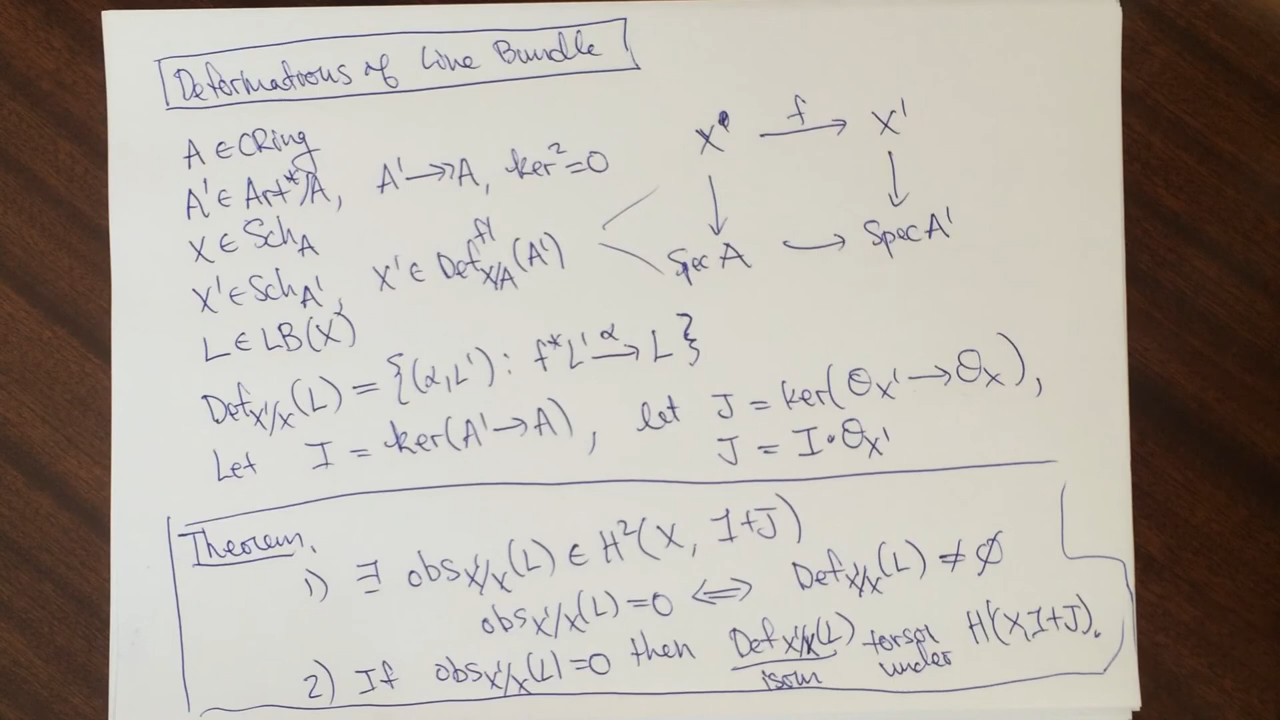 Deformations of Line Bundle
A ∈ CRing
A' ∈ Art*/A, A' ↠ A, ker²=0
X ∈ Sch_A
X' ∈ Sch_A', X' ∈ Def^fl_X/A (A')
X f→ X'
↓ ↓
Spec A ↪ Spec A'
L ∈ LB(X)
Def_X'/X (L) = {(α, L') : f*L' α→ L}
Let I = ker(A' → A), let J = ker(O_X' → O_X),
J = I·O_X'
Theorem.
1) ∃ obs_X'/X (L) ∈ H²(X, 1+J)
obs_X'/X (L)=0 ⟺ Def_X'/X (L) ≠ ∅
2) If obs_X'/X (L)=0 then Def_X'/X (L) / isom torsor under H¹(X, 1+J).